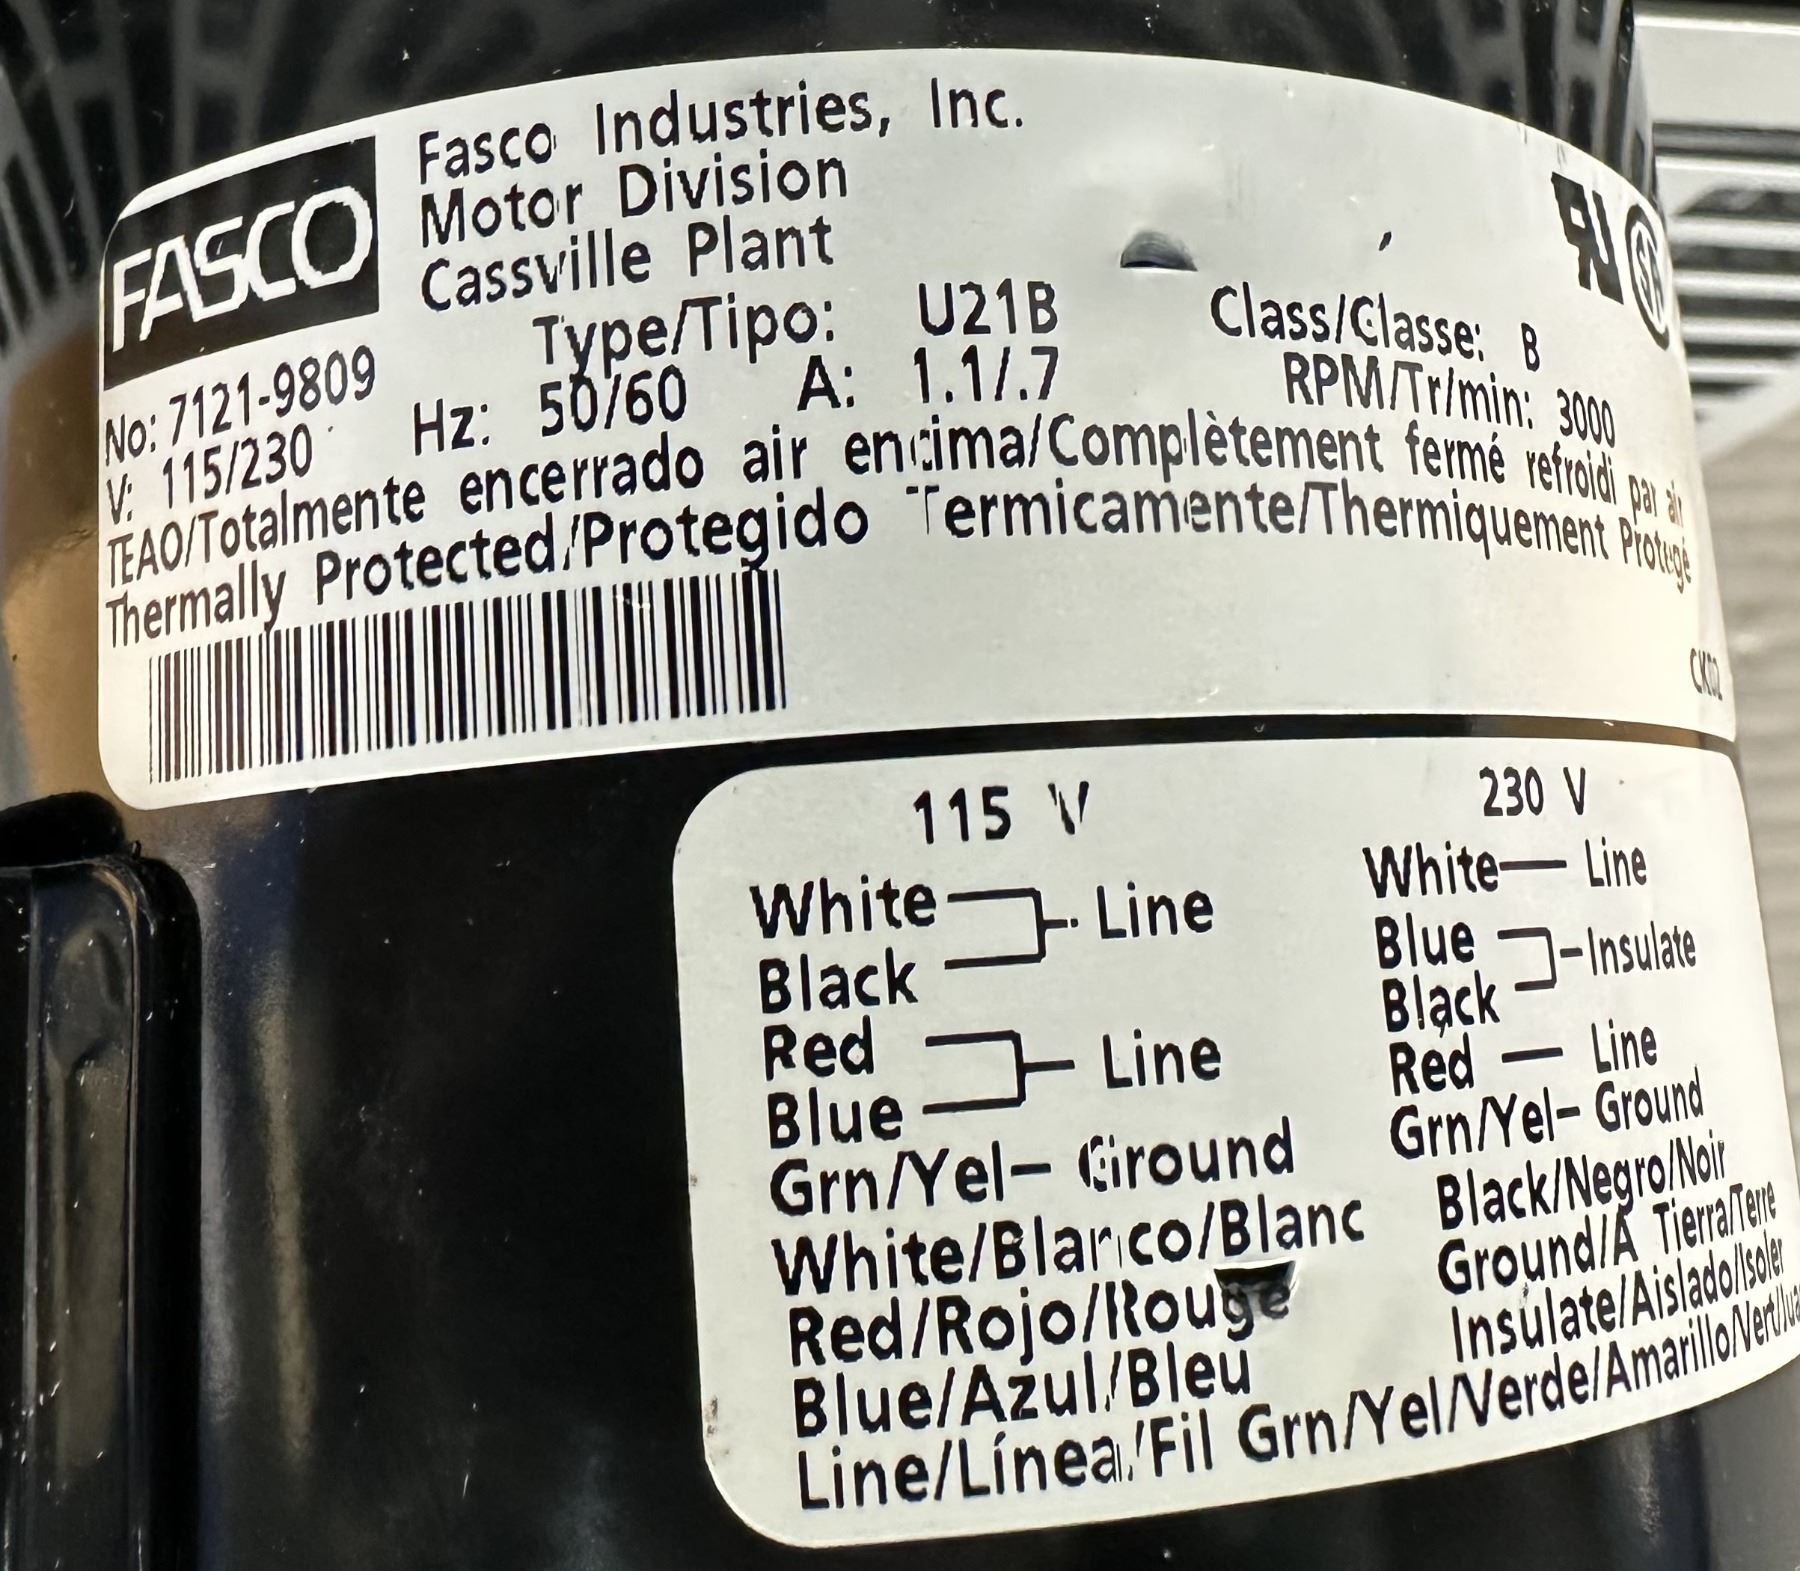 FASCO
Fasco Industries, Inc.
Motor Division
Cassville Plant
Type/Tipo: U21B Class/Classe: B
No: 7121-9809
V: 115/230 Hz: 50/60 A: 1.1/.7 RPM/Tr/min: 3000
TEAO/Totalmente encerrado air encima/Complètement fermé refroidi par air
Thermally Protected/Protegido Termicamente/Thermiquement Protégé
115 V
White
Black
Line
Red
Blue
Line
Grn/Yel– Ground
White/Blanco/Blanc
Red/Rojo/Rouge
Blue/Azul/Bleu
Line/Línea/Fil
230 V
White— Line
Blue
Black
–Insulate
Red — Line
Grn/Yel– Ground
Black/Negro/Noir
Ground/A Tierra/Terre
Insulate/Aislado/Isoler
Grn/Yel/Verde/Amarillo/Vert/